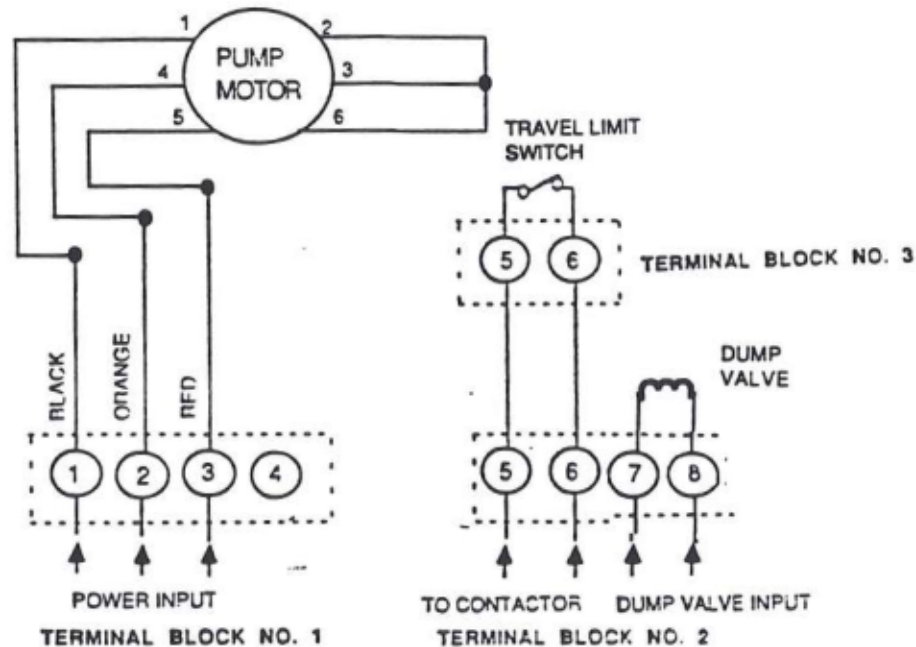 1
2
PUMP
4
3
MOTOR
5
6
TRAVEL LIMIT
SWITCH
5
6
TERMINAL BLOCK NO. 3
DUMP
VALVE
BLACK
ORANGE
RED
1
2
3
4
5
6
7
8
POWER INPUT
TO CONTACTOR
DUMP VALVE INPUT
TERMINAL BLOCK NO. 1
TERMINAL BLOCK NO. 2